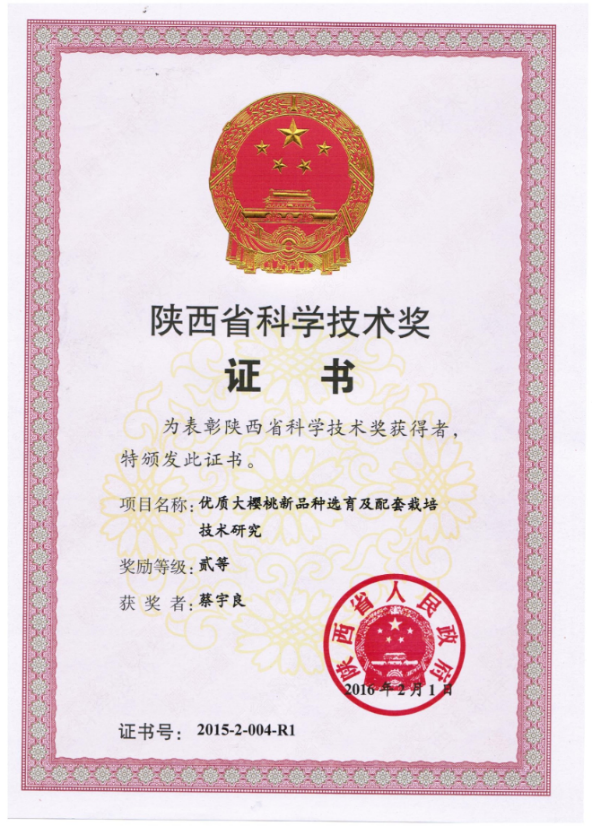 陕西省科学技术奖
证 书
为表彰陕西省科学技术奖获得者，
特颁发此证书。
项目名称：优质大樱桃新品种选育及配套栽培
技术研究
奖励等级：贰等
获 奖 者：蔡宇良
陕西省人民政府
2016 年 2 月 1 日
证书号： 2015-2-004-R1